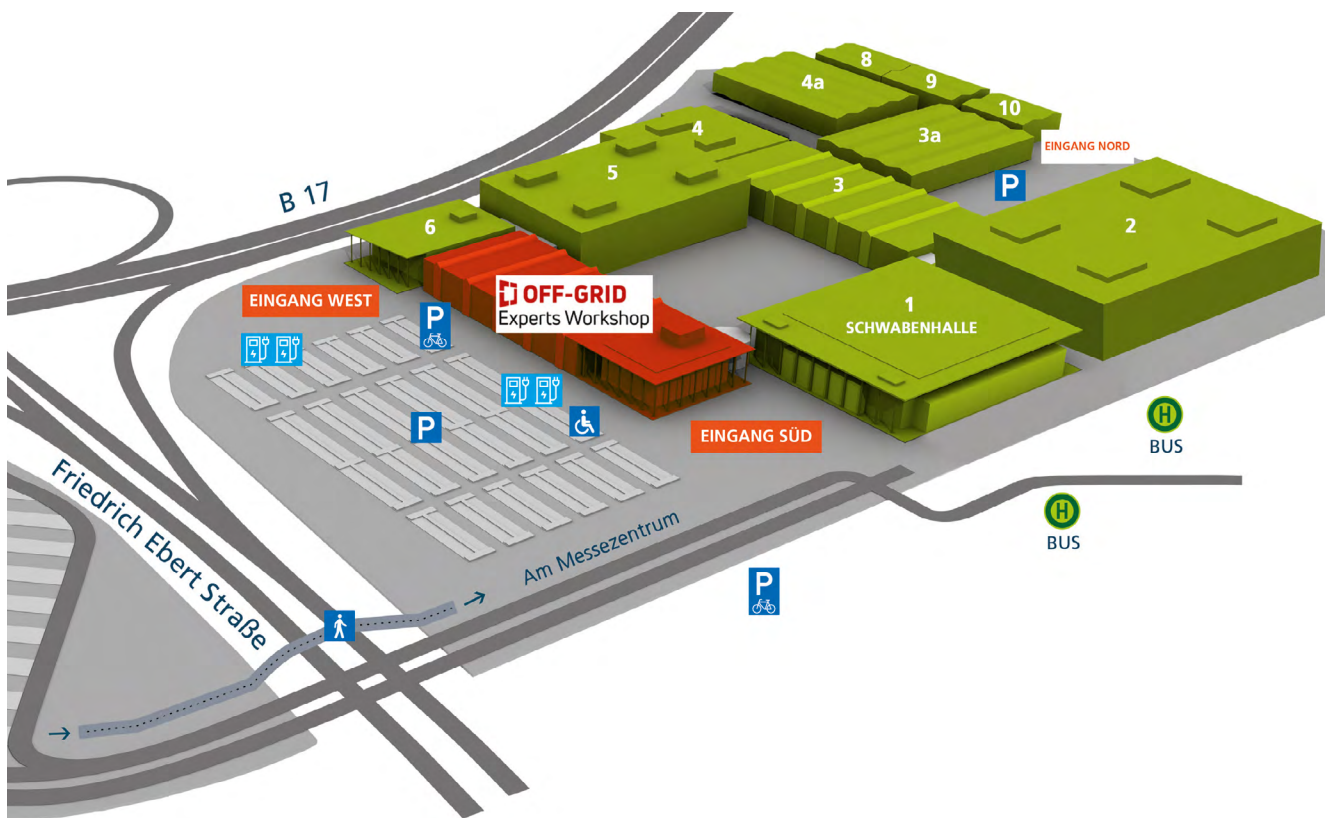 8
4a
9
10
4
3a
EINGANG NORD
P
5
3
B 17
2
6
OFF-GRID
Experts Workshop
EINGANG WEST
1
SCHWABENHALLE
P
P
EINGANG SÜD
H
BUS
H
BUS
Am Messezentrum
Friedrich Ebert Straße
P